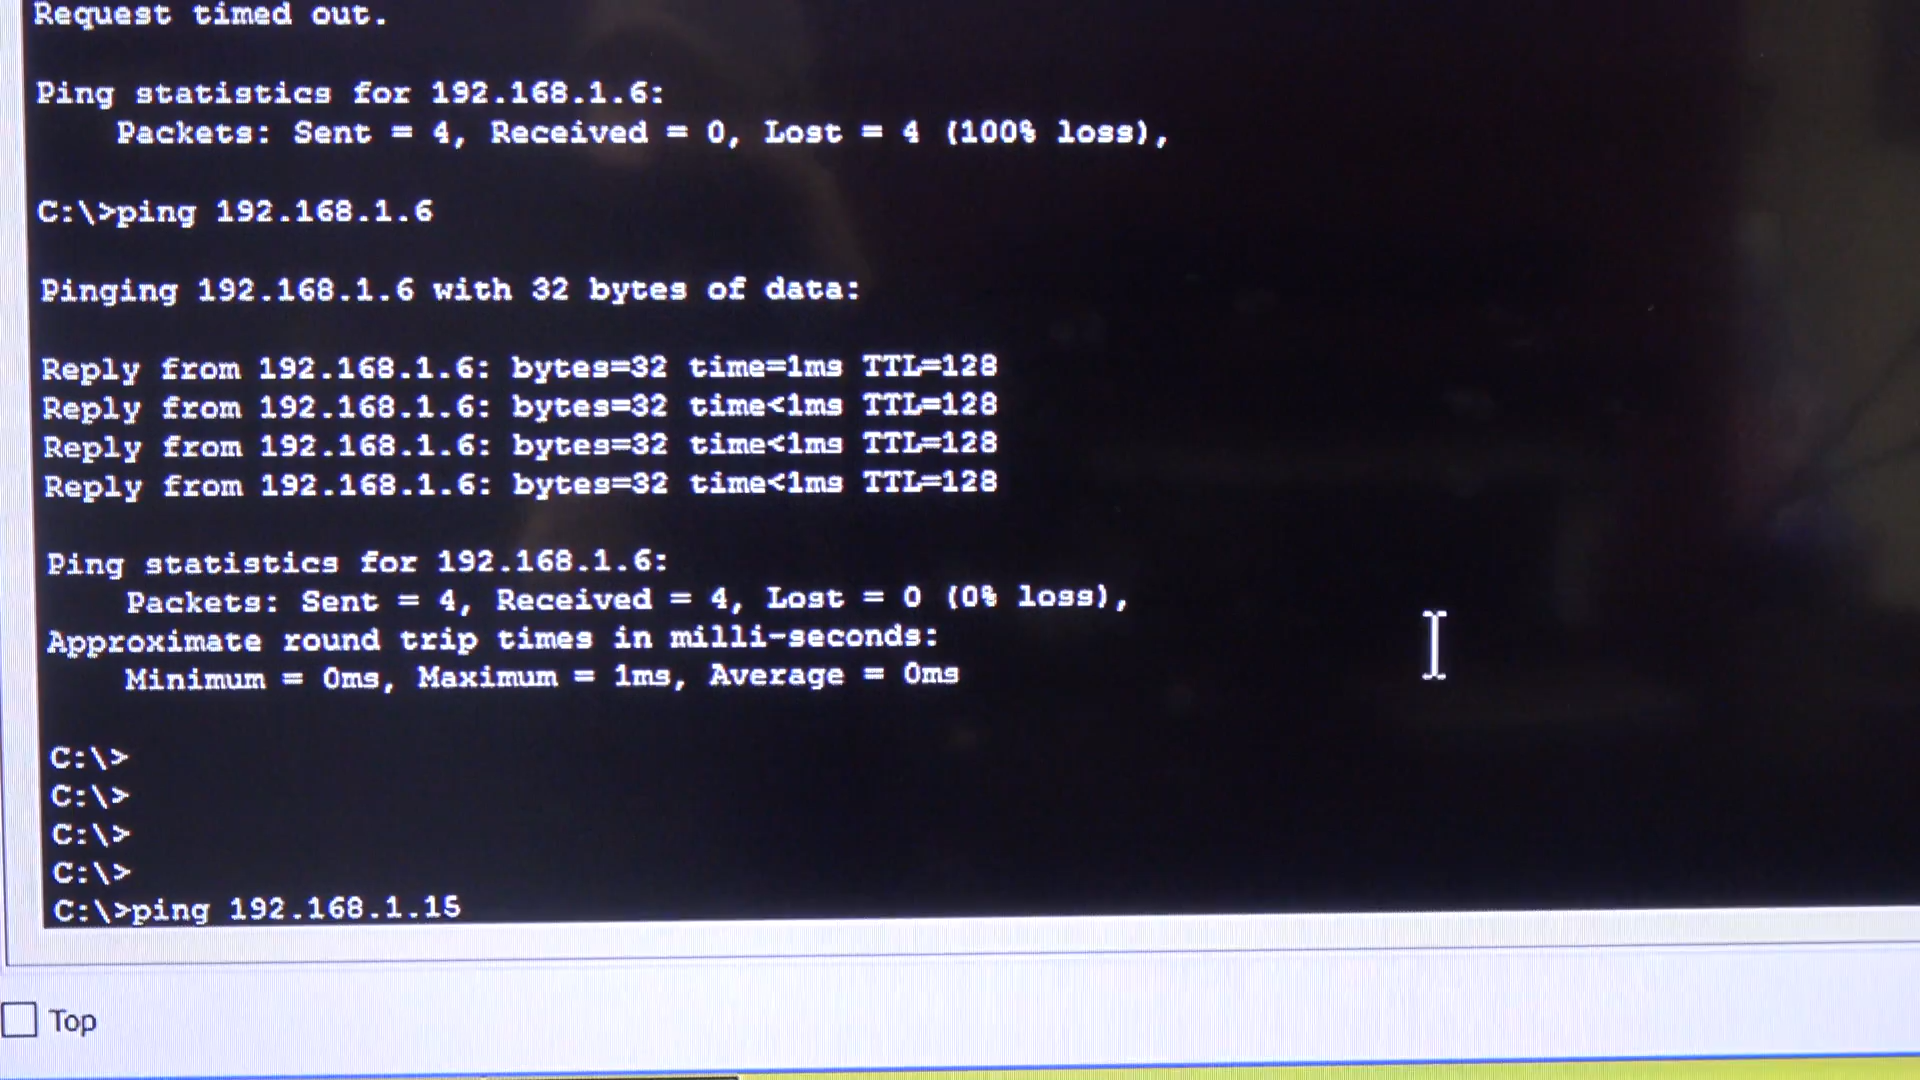 Request timed out.
Ping statistics for 192.168.1.6:
Packets: Sent = 4, Received = 0, Lost = 4 (100% loss),
C:\>ping 192.168.1.6
Pinging 192.168.1.6 with 32 bytes of data:
Reply from 192.168.1.6: bytes=32 time=1ms TTL=128
Reply from 192.168.1.6: bytes=32 time<1ms TTL=128
Reply from 192.168.1.6: bytes=32 time<1ms TTL=128
Reply from 192.168.1.6: bytes=32 time<1ms TTL=128
Ping statistics for 192.168.1.6:
Packets: Sent = 4, Received = 4, Lost = 0 (0% loss),
Approximate round trip times in milli-seconds:
Minimum = 0ms, Maximum = 1ms, Average = 0ms
C:\>
C:\>
C:\>
C:\>
C:\>ping 192.168.1.15
Top